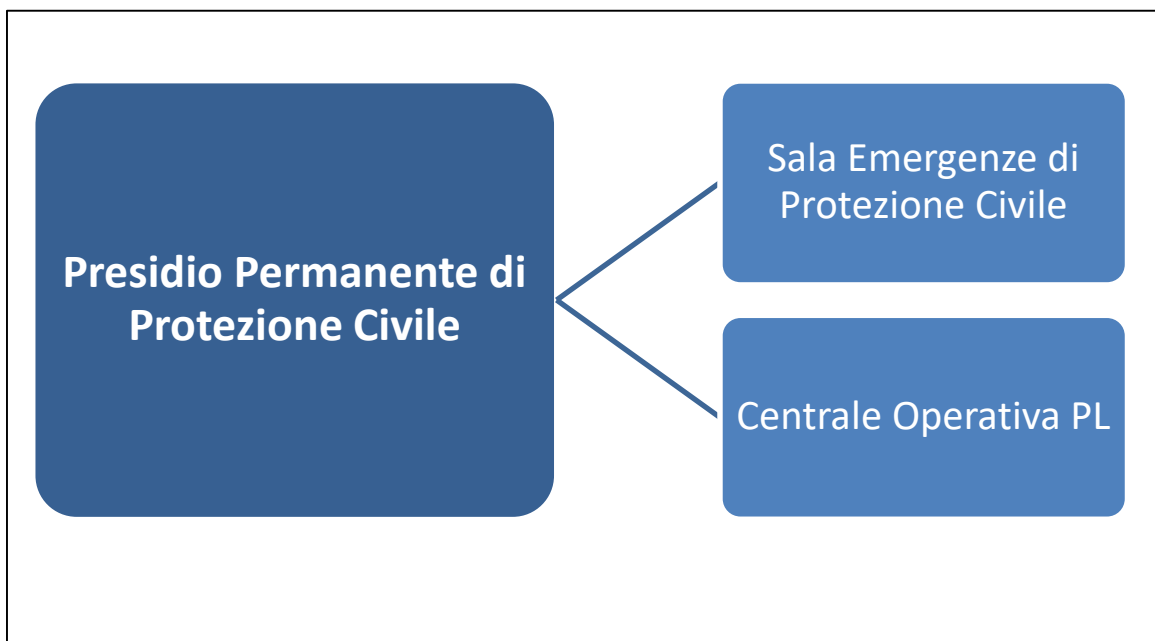 Presidio Permanente di
Protezione Civile
Sala Emergenze di
Protezione Civile
Centrale Operativa PL